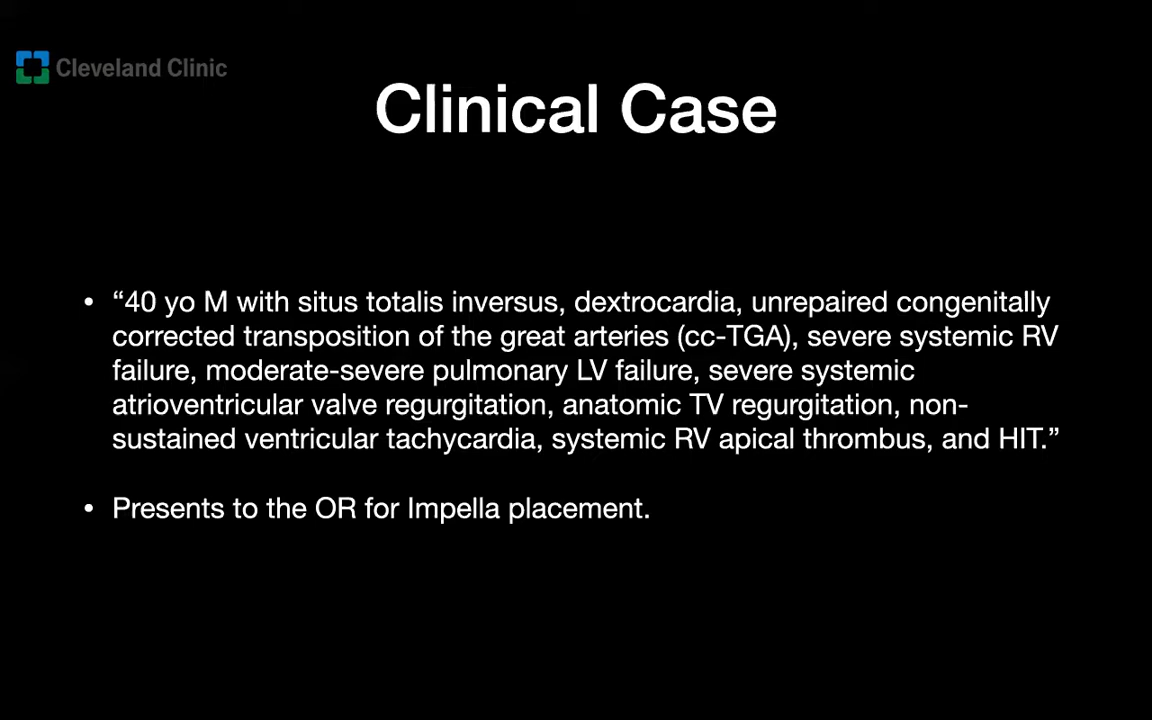 Cleveland Clinic
Clinical Case
• “40 yo M with situs totalis inversus, dextrocardia, unrepaired congenitally
corrected transposition of the great arteries (cc-TGA), severe systemic RV
failure, moderate-severe pulmonary LV failure, severe systemic
atrioventricular valve regurgitation, anatomic TV regurgitation, non-
sustained ventricular tachycardia, systemic RV apical thrombus, and HIT.”
• Presents to the OR for Impella placement.